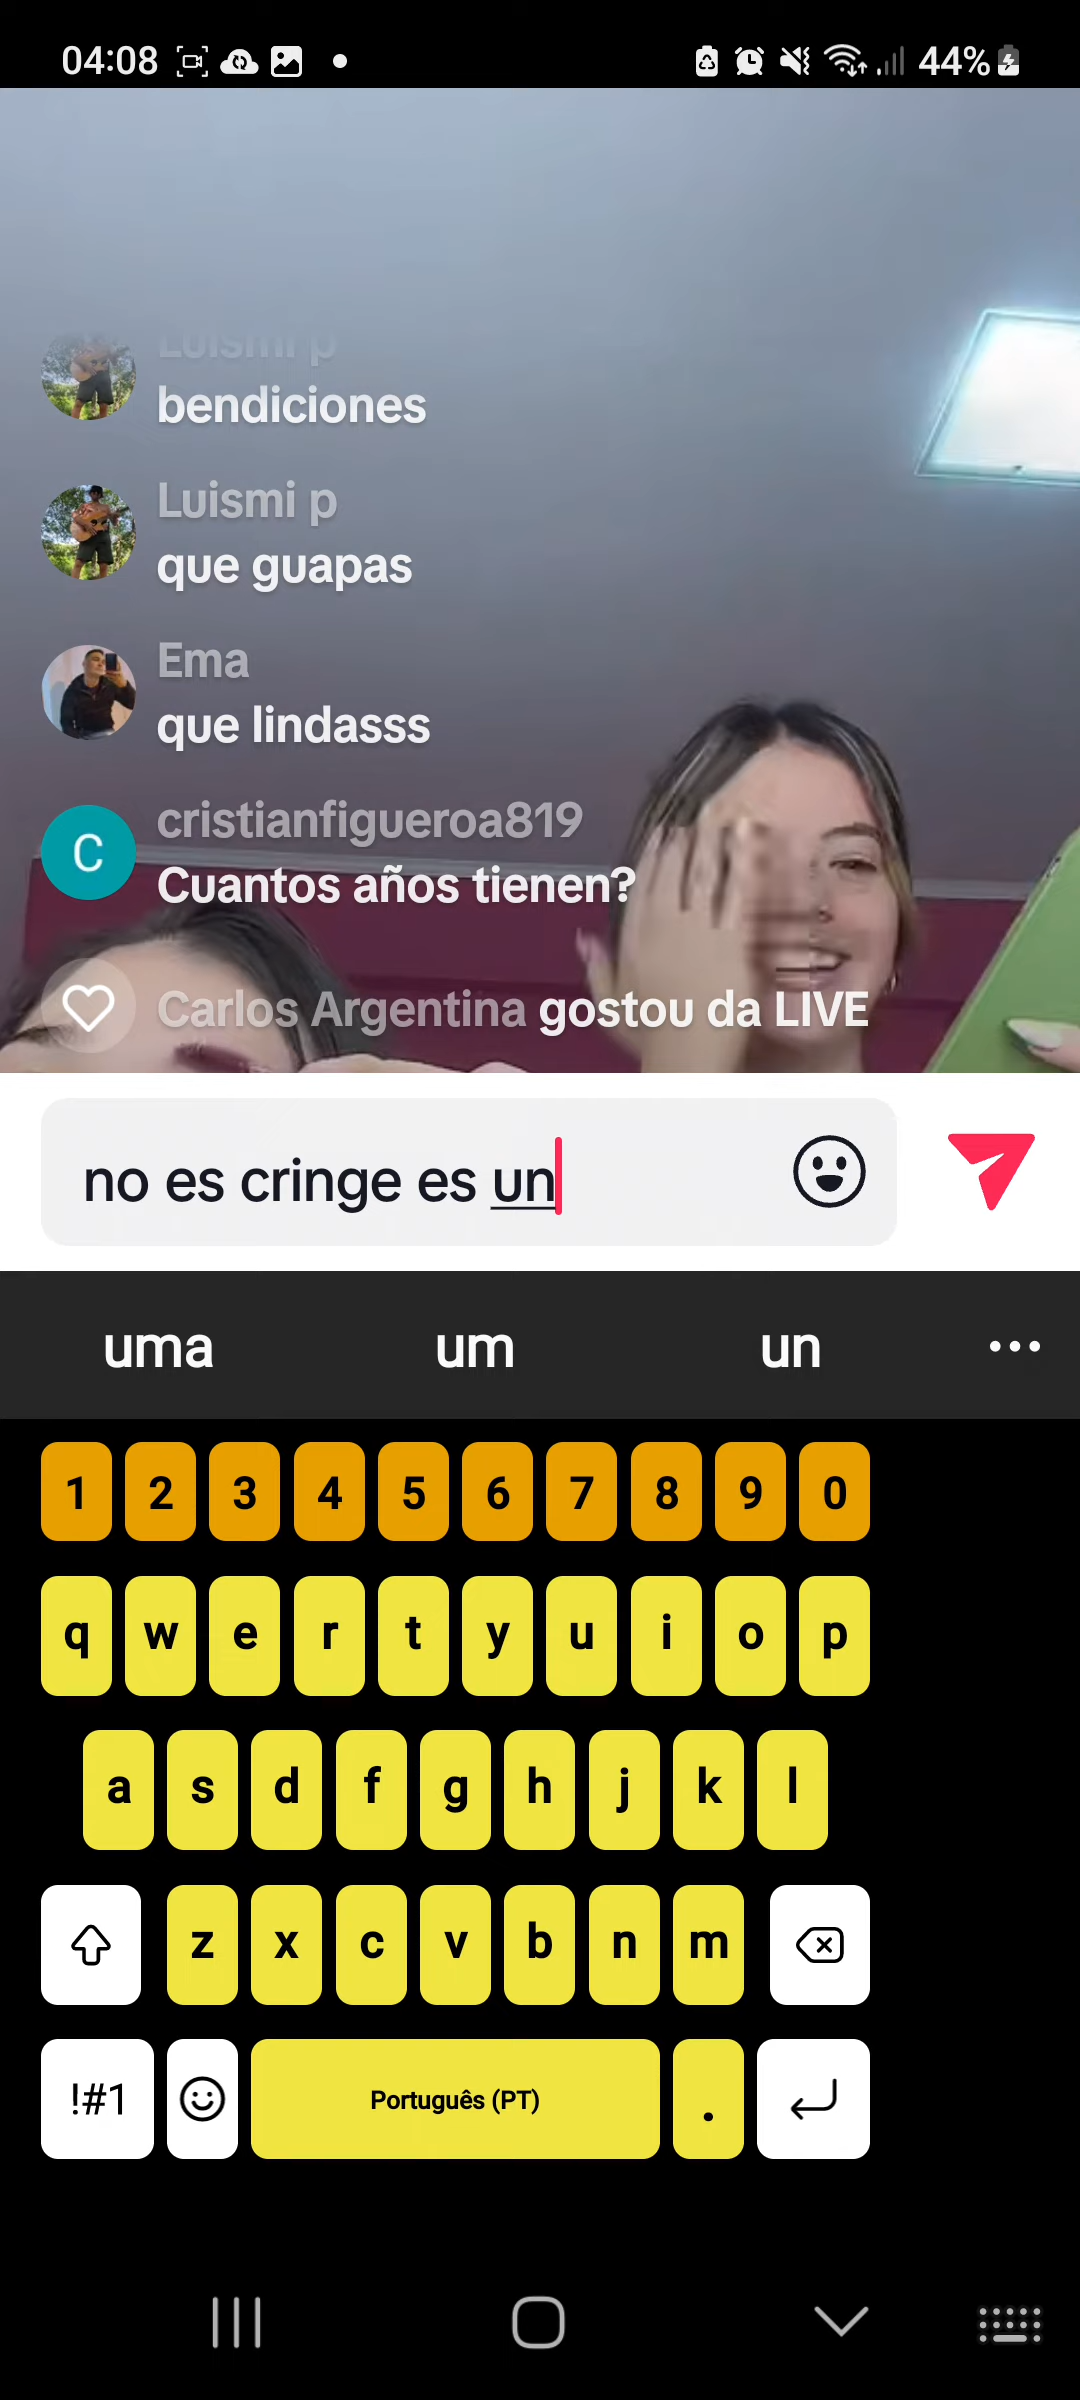 04:08 44%
Luismi p
bendiciones
Luismi p
que guapas
Ema
que lindasss
C
cristianfigueroa819
Cuantos años tienen?
Carlos Argentina gostou da LIVE
no es cringe es un
uma um un
1 2 3 4 5 6 7 8 9 0
q w e r t y u i o p
a s d f g h j k l
z x c v b n m
!#1 Português (PT) .